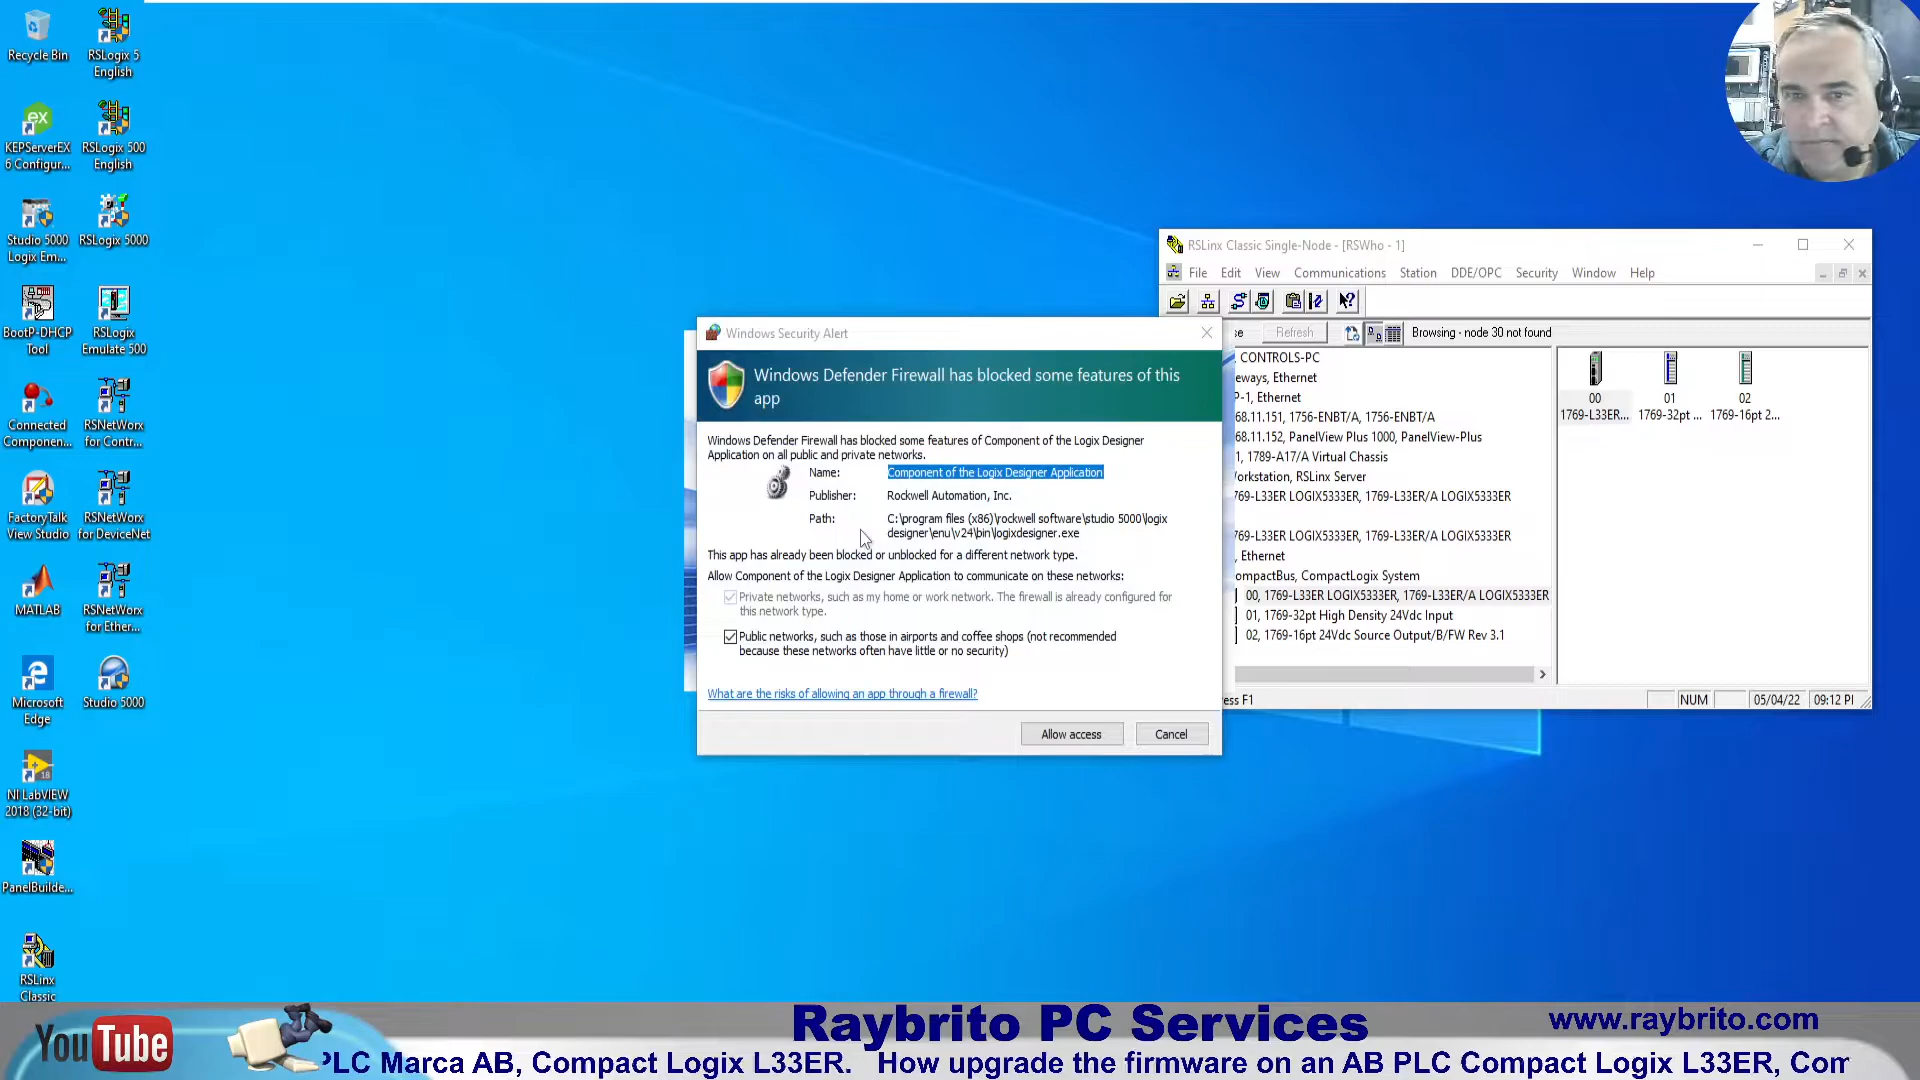 Recycle Bin
RSLogix 5
English
KEPServerEX
6 Configur...
RSLogix 500
English
Studio 5000
Logix Em...
RSLogix 5000
BootP-DHCP
Tool
RSLogix
Emulate 500
Connected
Componen...
RSNetWorx
for Contr...
FactoryTalk
View Studio
RSNetWorx
for DeviceNet
MATLAB
RSNetWorx
for Ether...
Microsoft
Edge
Studio 5000
NI LabVIEW
2018 (32-bit)
PanelBuilde...
RSLinx
Classic
RSLinx Classic Single-Node - [RSWho - 1]
File Edit View Communications Station DDE/OPC Security Window Help
se Refresh Browsing - node 30 not found
, CONTROLS-PC
eways, Ethernet
P-1, Ethernet
68.11.151, 1756-ENBT/A, 1756-ENBT/A
68.11.152, PanelView Plus 1000, PanelView-Plus
, 1789-A17/A Virtual Chassis
orkstation, RSLinx Server
769-L33ER LOGIX5333ER, 1769-L33ER/A LOGIX5333ER
769-L33ER LOGIX5333ER, 1769-L33ER/A LOGIX5333ER
, Ethernet
ompactBus, CompactLogix System
00, 1769-L33ER LOGIX5333ER, 1769-L33ER/A LOGIX5333ER
01, 1769-32pt High Density 24Vdc Input
02, 1769-16pt 24Vdc Source Output/B/FW Rev 3.1
00 01 02
1769-L33ER... 1769-32pt ... 1769-16pt 2...
ess F1 NUM 05/04/22 09:12 PI
Windows Security Alert
Windows Defender Firewall has blocked some features of this
app
Windows Defender Firewall has blocked some features of Component of the Logix Designer
Application on all public and private networks.
Name: Component of the Logix Designer Application
Publisher: Rockwell Automation, Inc.
Path: C:\program files (x86)\rockwell software\studio 5000\logix
designer\enu\v24\bin\logixdesigner.exe
This app has already been blocked or unblocked for a different network type.
Allow Component of the Logix Designer Application to communicate on these networks:
Private networks, such as my home or work network. The firewall is already configured for
this network type.
Public networks, such as those in airports and coffee shops (not recommended
because these networks often have little or no security)
What are the risks of allowing an app through a firewall?
Allow access Cancel
YouTube
Raybrito PC Services
www.raybrito.com
PLC Marca AB, Compact Logix L33ER. How upgrade the firmware on an AB PLC Compact Logix L33ER, Com